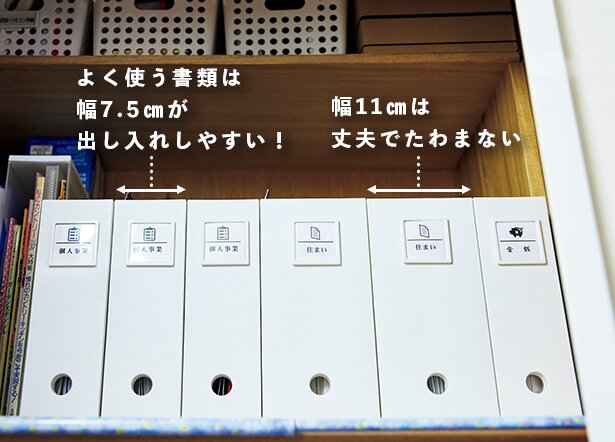 よく使う書類は
幅7.5㎝が
出し入れしやすい！
幅11㎝は
丈夫でたわまない
個人事業
個人事業
個人事業
住まい
住まい
金銭